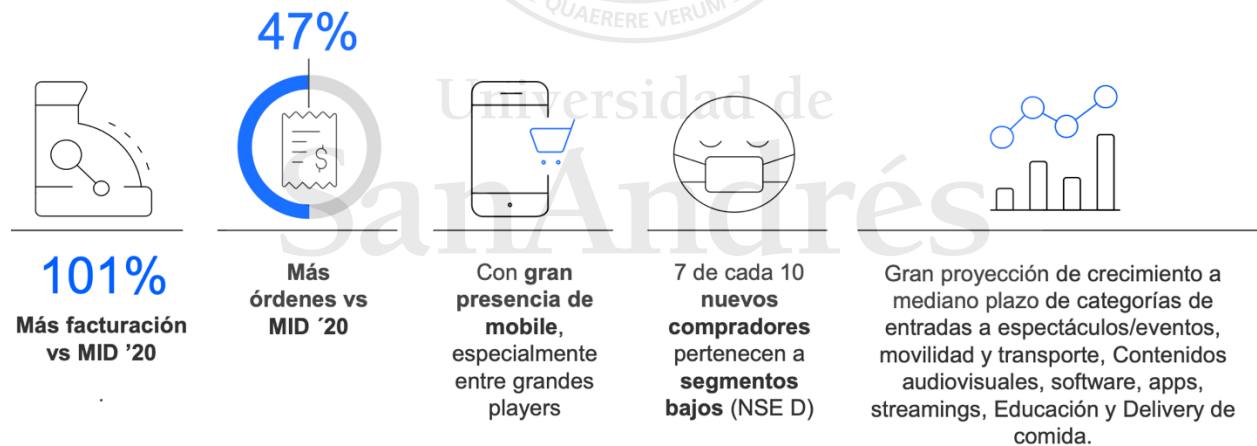 QUAERERE VERUM
Universidad de
SanAndrés
47%
$
101%
Más facturación
vs MID '20
.
Más
órdenes vs
MID ´20
Con gran
presencia de
mobile,
especialmente
entre grandes
players
7 de cada 10
nuevos
compradores
pertenecen a
segmentos
bajos (NSE D)
Gran proyección de crecimiento a
mediano plazo de categorías de
entradas a espectáculos/eventos,
movilidad y transporte, Contenidos
audiovisuales, software, apps,
streamings, Educación y Delivery de
comida.